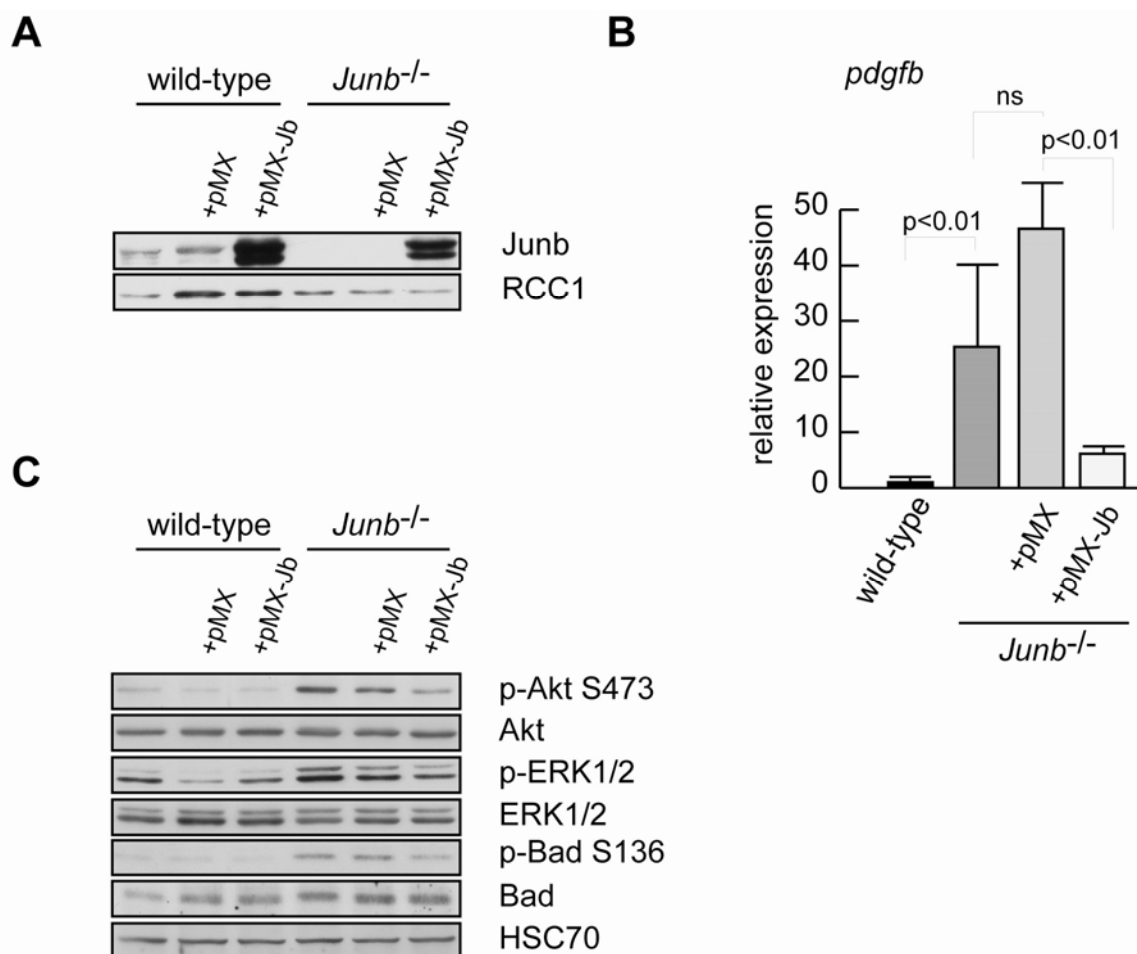 A
wild-type Junb-/-
+pMX +pMX-Jb +pMX +pMX-Jb
Junb
RCC1
B
pdgfb
ns
p<0.01
p<0.01
relative expression
50
40
30
20
10
0
wild-type +pMX +pMX-Jb
Junb-/-
C
wild-type Junb-/-
+pMX +pMX-Jb +pMX +pMX-Jb
p-Akt S473
Akt
p-ERK1/2
ERK1/2
p-Bad S136
Bad
HSC70